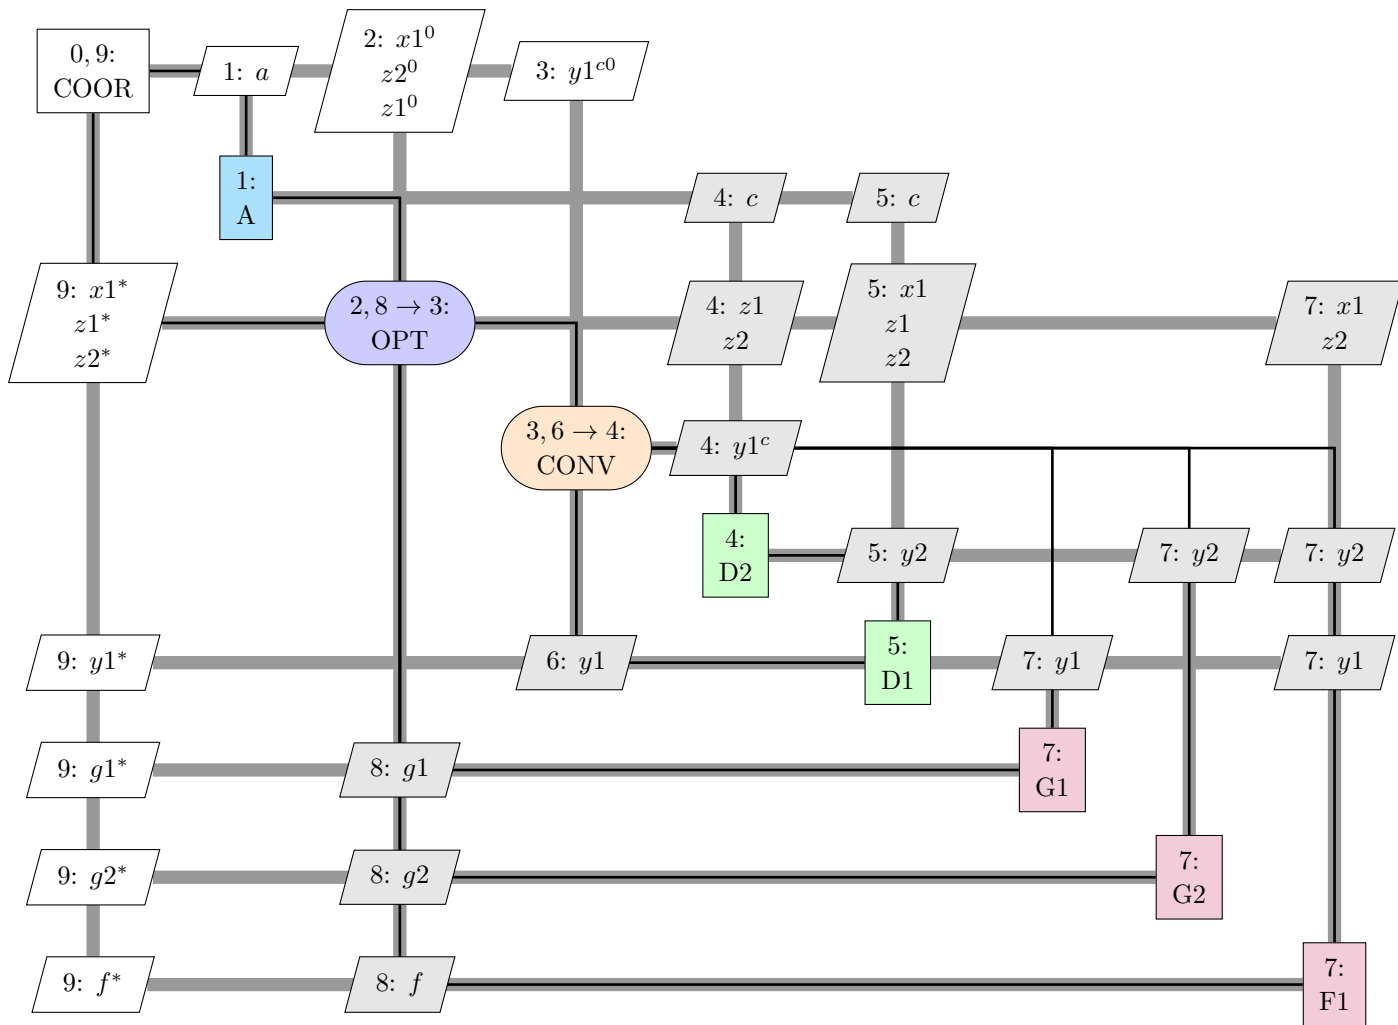 0, 9:
COOR
1: a
2: x1⁰
z2⁰
z1⁰
3: y1ᶜ⁰
1:
A
4: c
5: c
9: x1*
z1*
z2*
2, 8 → 3:
OPT
4: z1
z2
5: x1
z1
z2
7: x1
z2
3, 6 → 4:
CONV
4: y1ᶜ
4:
D2
5: y2
7: y2
7: y2
9: y1*
6: y1
5:
D1
7: y1
7: y1
9: g1*
8: g1
7:
G1
9: g2*
8: g2
7:
G2
9: f*
8: f
7:
F1